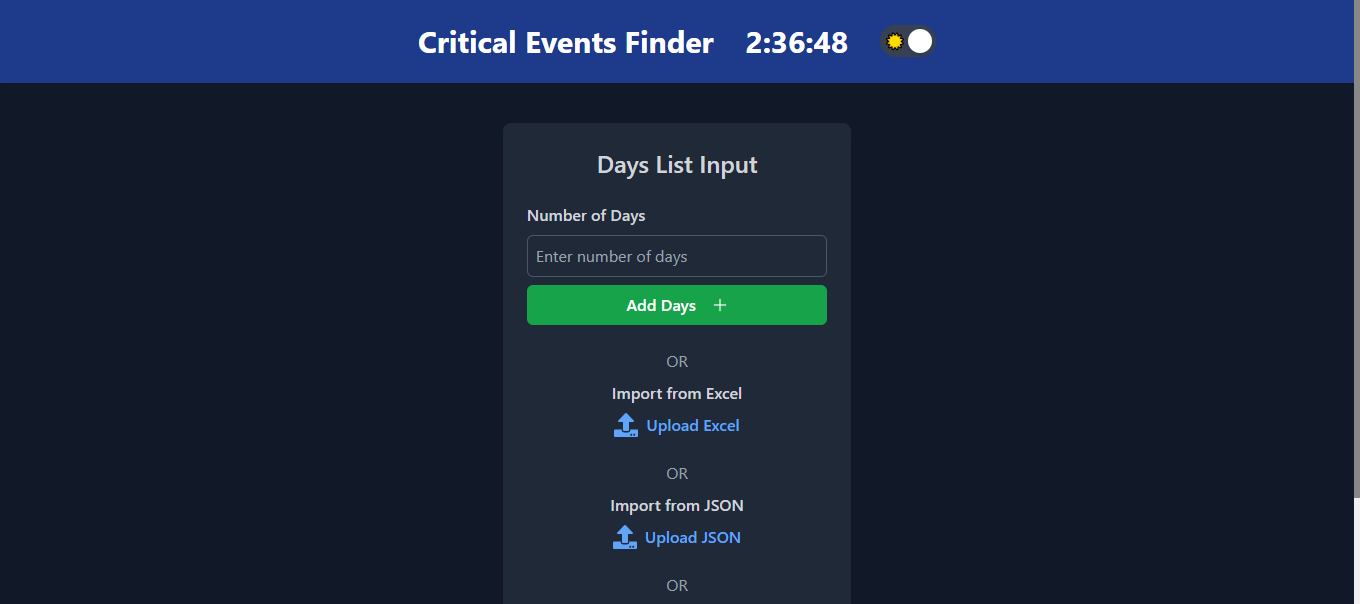 Critical Events Finder 2:36:48
Days List Input
Number of Days
Enter number of days
Add Days +
OR
Import from Excel
Upload Excel
OR
Import from JSON
Upload JSON
OR